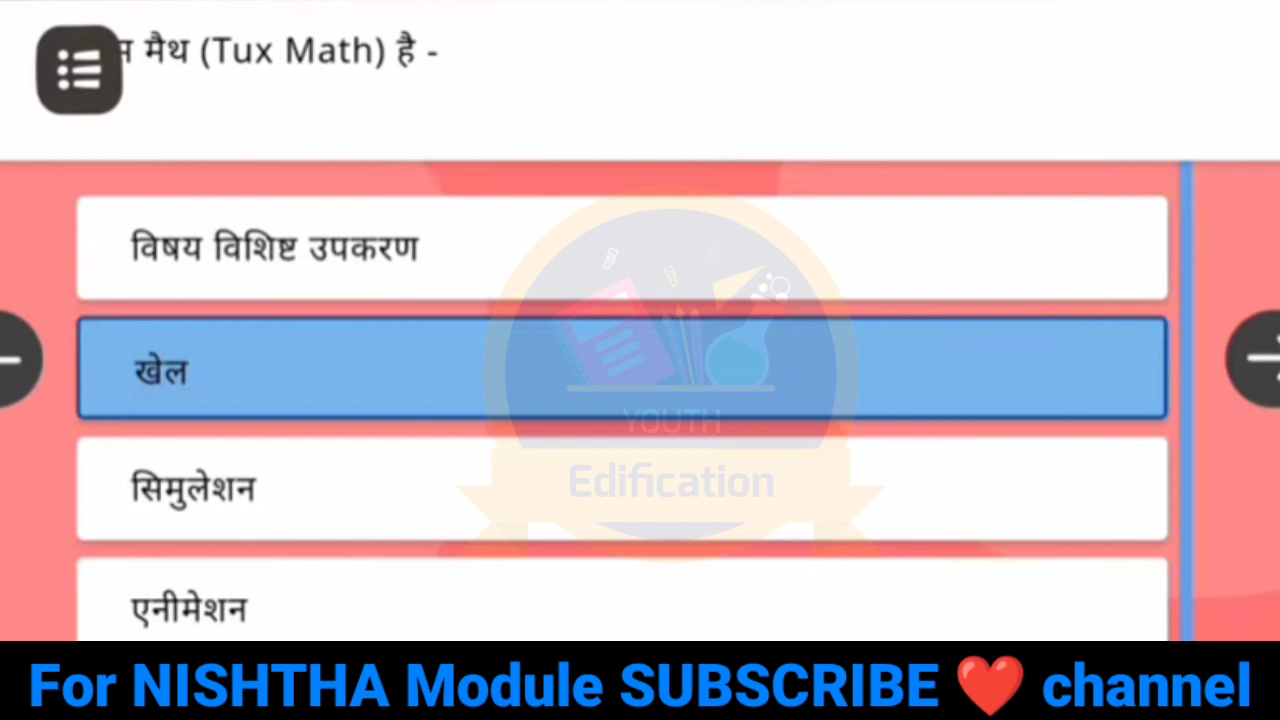 मैथ (Tux Math) है -
विषय विशिष्ट उपकरण
खेल
सिमुलेशन
एनीमेशन
YOUTH
Edification
For NISHTHA Module SUBSCRIBE ❤️ channel